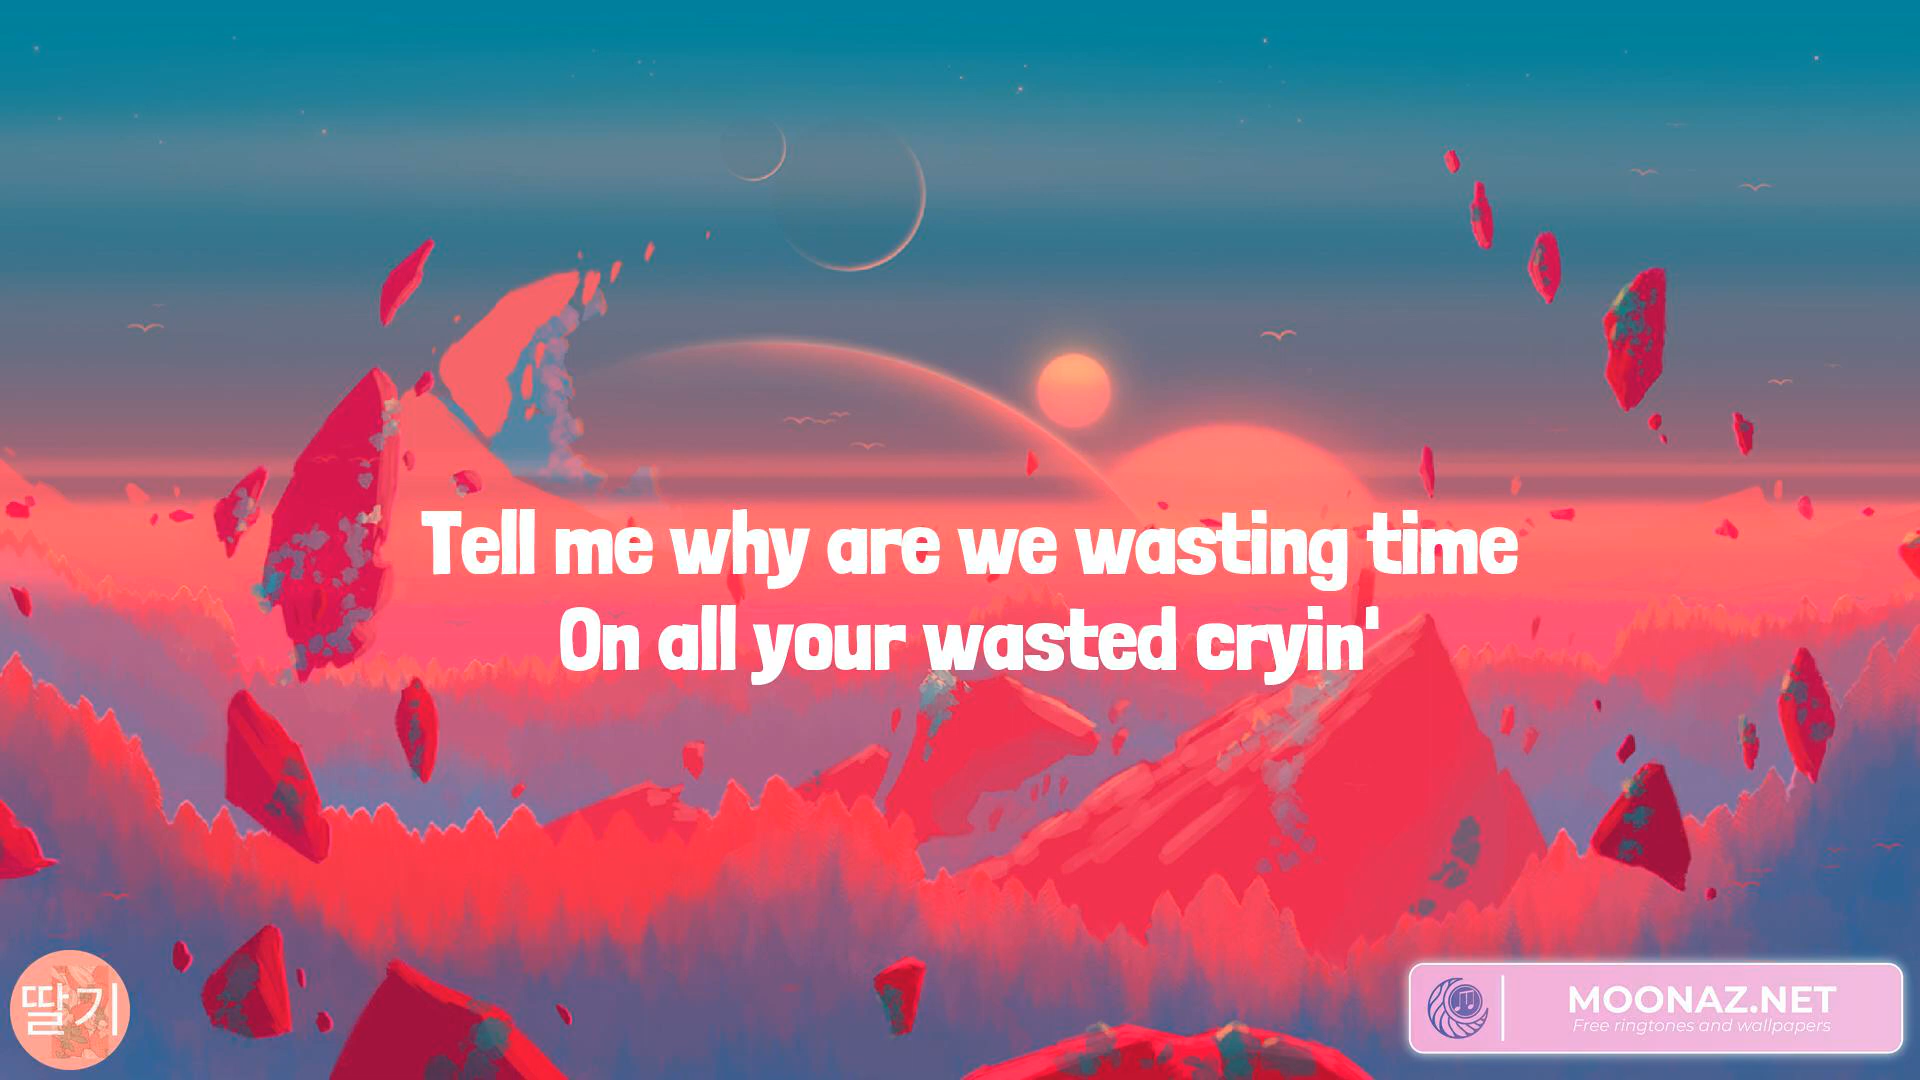 Tell me why are we wasting time
On all your wasted cryin'
딸기
MOONAZ.NET
Free ringtones and wallpapers